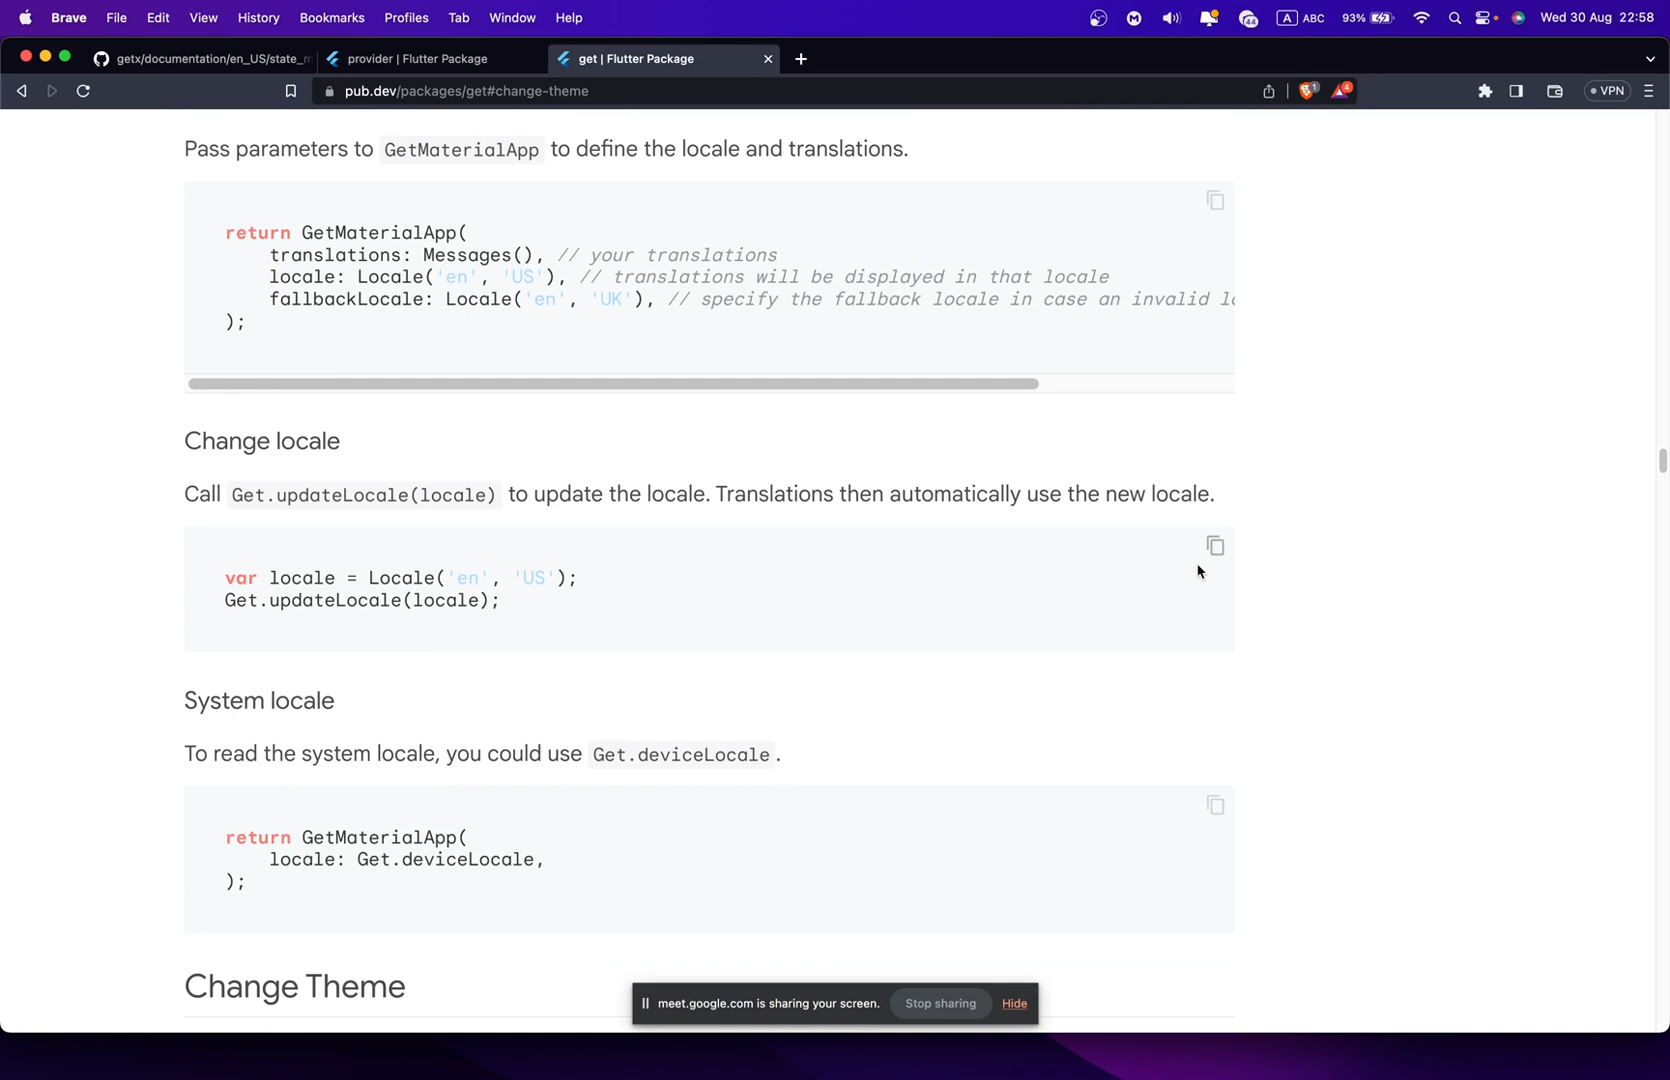 Brave File Edit View History Bookmarks Profiles Tab Window Help 44 A ABC 93% Wed 30 Aug 22:58
getx/documentation/en_US/state_m provider | Flutter Package get | Flutter Package
pub.dev/packages/get#change-theme 1 4 VPN
Pass parameters to GetMaterialApp to define the locale and translations.
return GetMaterialApp(
translations: Messages(), // your translations
locale: Locale('en', 'US'), // translations will be displayed in that locale
fallbackLocale: Locale('en', 'UK'), // specify the fallback locale in case an invalid lo
);
Change locale
Call Get.updateLocale(locale) to update the locale. Translations then automatically use the new locale.
var locale = Locale('en', 'US');
Get.updateLocale(locale);
System locale
To read the system locale, you could use Get.deviceLocale.
return GetMaterialApp(
locale: Get.deviceLocale,
);
Change Theme
meet.google.com is sharing your screen. Stop sharing Hide